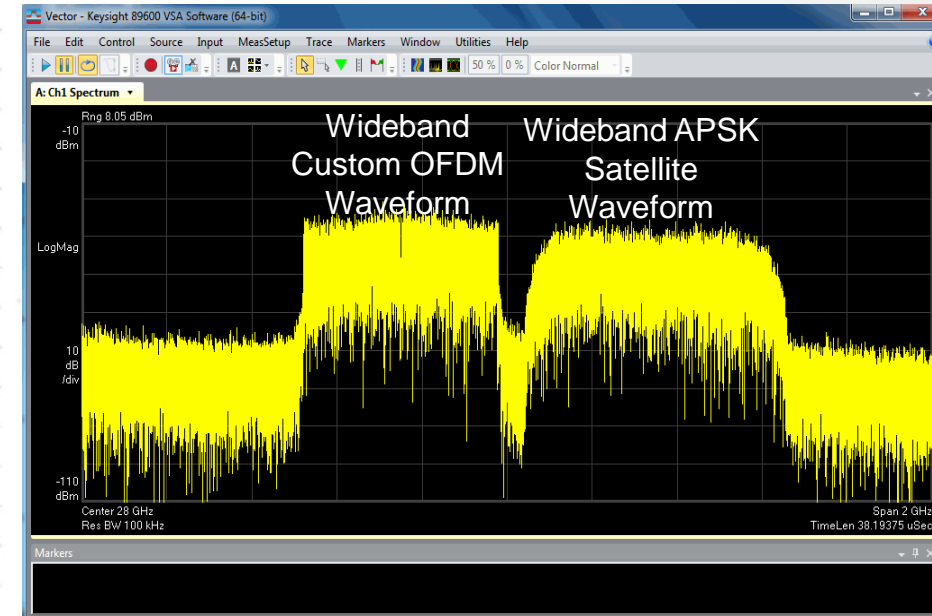 Vector - Keysight 89600 VSA Software (64-bit)
File Edit Control Source Input MeasSetup Trace Markers Window Utilities Help
A 50 % 0 % Color Normal
A: Ch1 Spectrum
Rng 8.05 dBm
-10
dBm
Wideband
Custom OFDM
Waveform
Wideband APSK
Satellite
Waveform
LogMag
10
dB
/div
-110
dBm
Center 28 GHz
Span 2 GHz
Res BW 100 kHz
TimeLen 38.19375 uSec
Markers